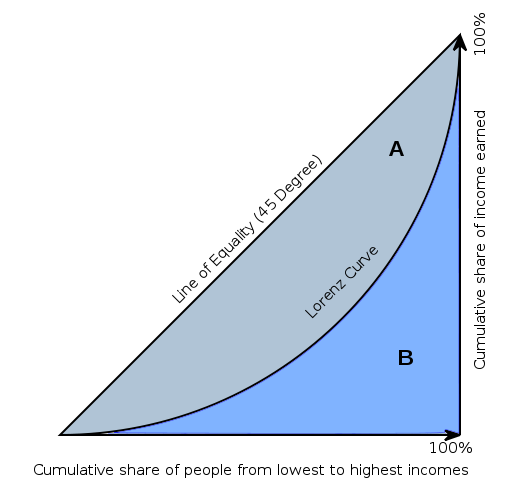 100%
A
Cumulative share of income earned
Line of Equality (45 Degree)
Lorenz Curve
B
100%
Cumulative share of people from lowest to highest incomes